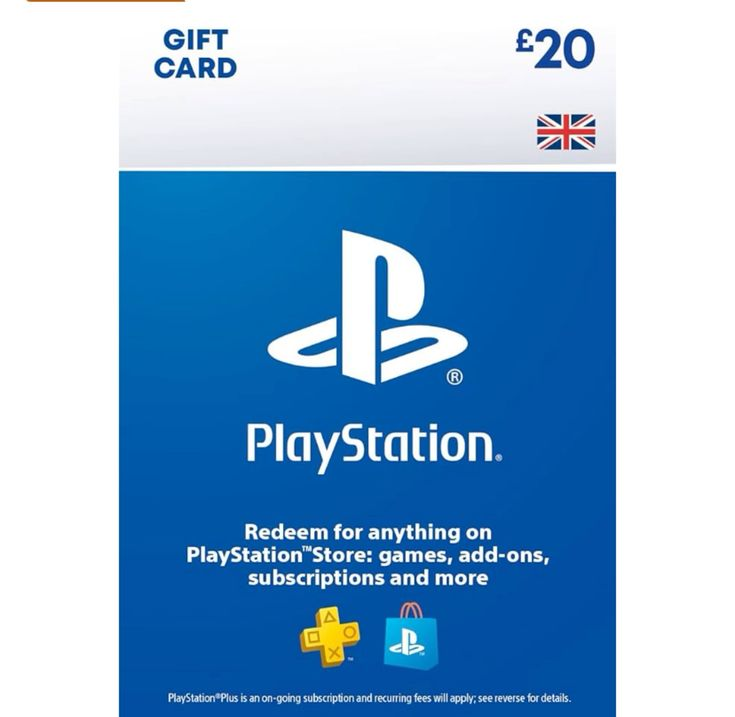 GIFT
CARD
£20
PlayStation®
Redeem for anything on
PlayStation™Store: games, add-ons,
subscriptions and more
PlayStation®Plus is an on-going subscription and recurring fees will apply; see reverse for details.